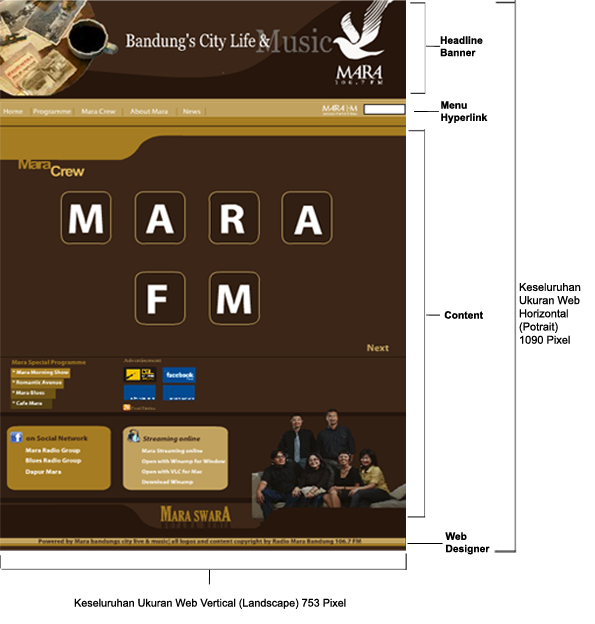 Bandung's City Life & Music
MARA
106.7 FM
Headline
Banner
Home Programme Mara Crew About Mara News
MARA FM
Menu
Hyperlink
Mara Crew
M A R A
F M
Next
Content
Keseluruhan
Ukuran Web
Horizontal
(Potrait)
1090 Pixel
Mara Special Programme
* Mara Morning Show
* Romantic Avenue
* Mara Blues
* Cafe Mara
Advertisement
facebook
on Social Network
Mara Radio Group
Blues Radio Group
Dapur Mara
Streaming online
Mara Streaming online
Open with Winamp for Window
Open with VLC for Mac
Download Winamp
MARA SWARA
Powered by Mara bandungs city live & music| all logos and content copyright by Radio Mara Bandung 106.7 FM
Web
Designer
Keseluruhan Ukuran Web Vertical (Landscape) 753 Pixel